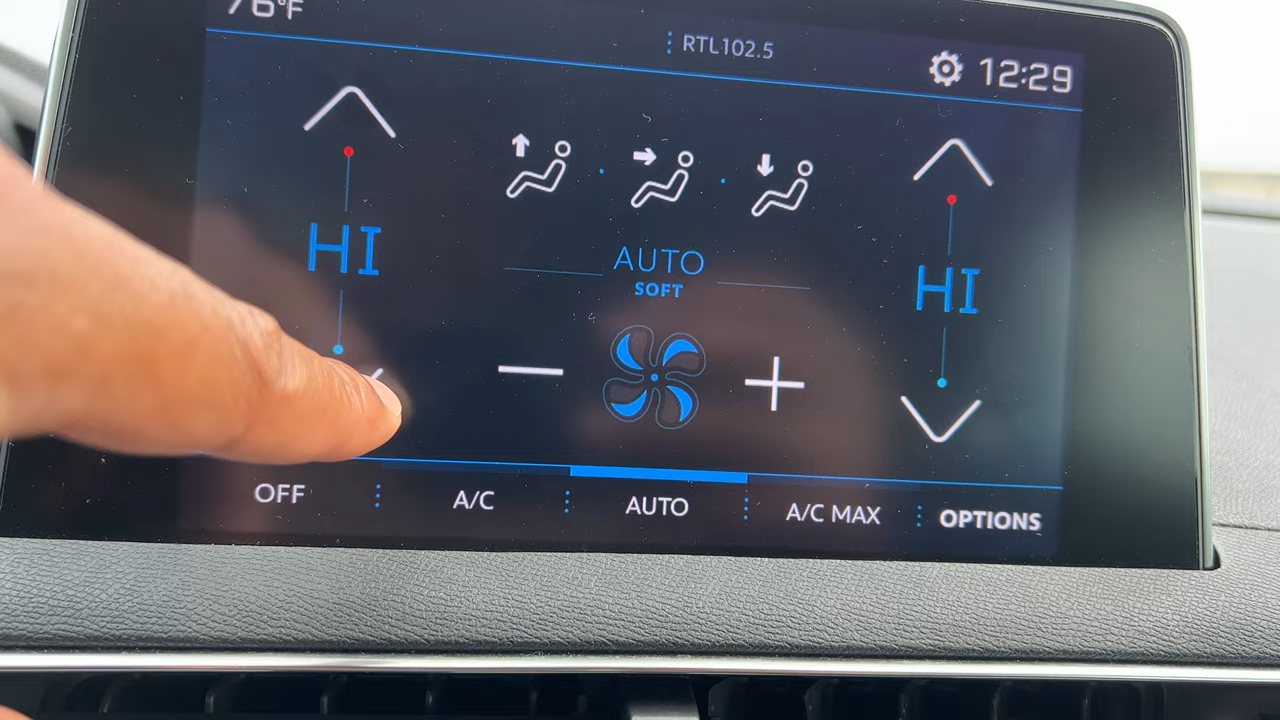 76°F
RTL102.5
12:29
HI
AUTO
SOFT
HI
OFF
A/C
AUTO
A/C MAX
OPTIONS